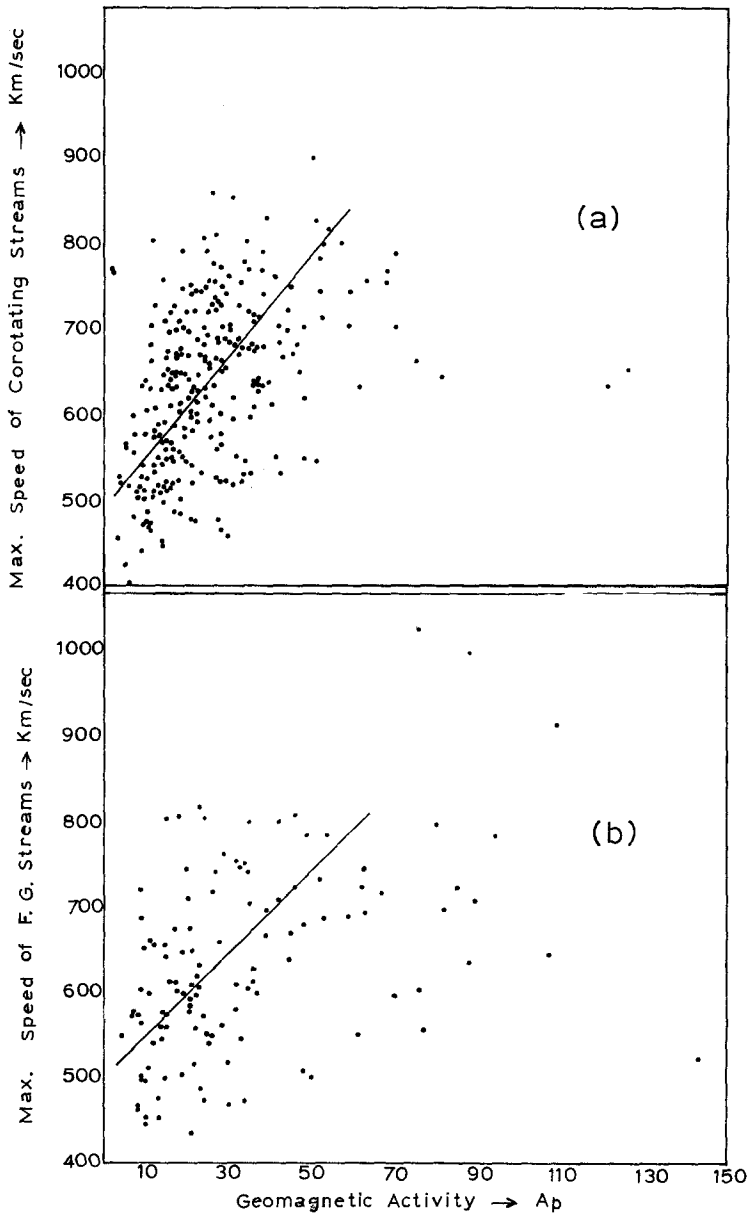 Max. Speed of Corotating Streams → Km/sec
1000
900
800
700
600
500
400
(a)
Max. Speed of F.G. Streams → Km/sec
1000
900
800
700
600
500
400
(b)
10 30 50 70 90 110 130 150
Geomagnetic Activity → Ap